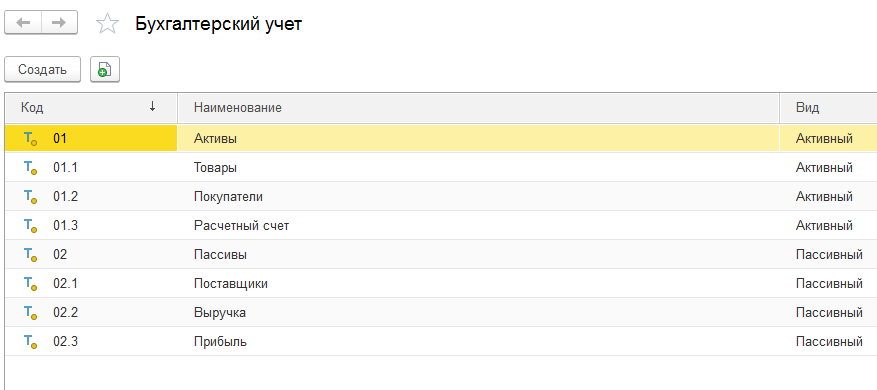 Бухгалтерский учет
Создать
Код Наименование Вид
01 Активы Активный
01.1 Товары Активный
01.2 Покупатели Активный
01.3 Расчетный счет Активный
02 Пассивы Пассивный
02.1 Поставщики Пассивный
02.2 Выручка Пассивный
02.3 Прибыль Пассивный